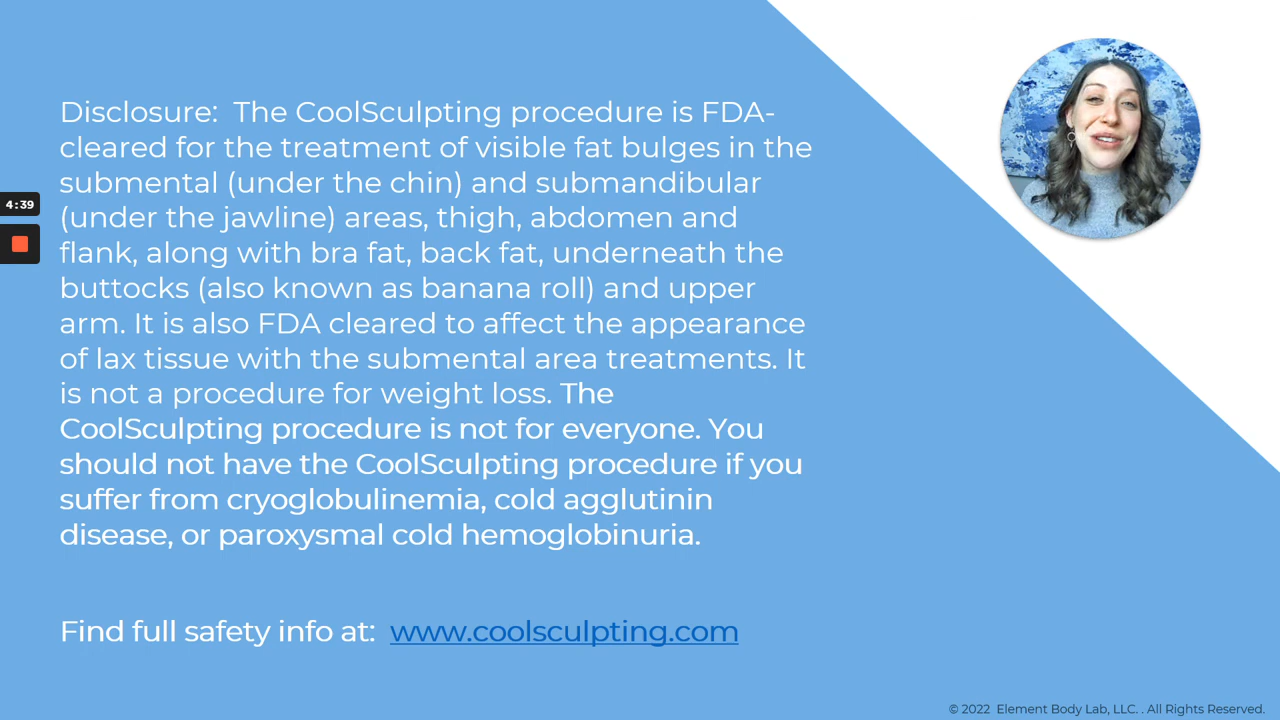 Disclosure:  The CoolSculpting procedure is FDA-
cleared for the treatment of visible fat bulges in the
submental (under the chin) and submandibular
(under the jawline) areas, thigh, abdomen and
flank, along with bra fat, back fat, underneath the
buttocks (also known as banana roll) and upper
arm. It is also FDA cleared to affect the appearance
of lax tissue with the submental area treatments. It
is not a procedure for weight loss. The
CoolSculpting procedure is not for everyone. You
should not have the CoolSculpting procedure if you
suffer from cryoglobulinemia, cold agglutinin
disease, or paroxysmal cold hemoglobinuria.
4:39
Find full safety info at:  www.coolsculpting.com
© 2022  Element Body Lab, LLC. . All Rights Reserved.